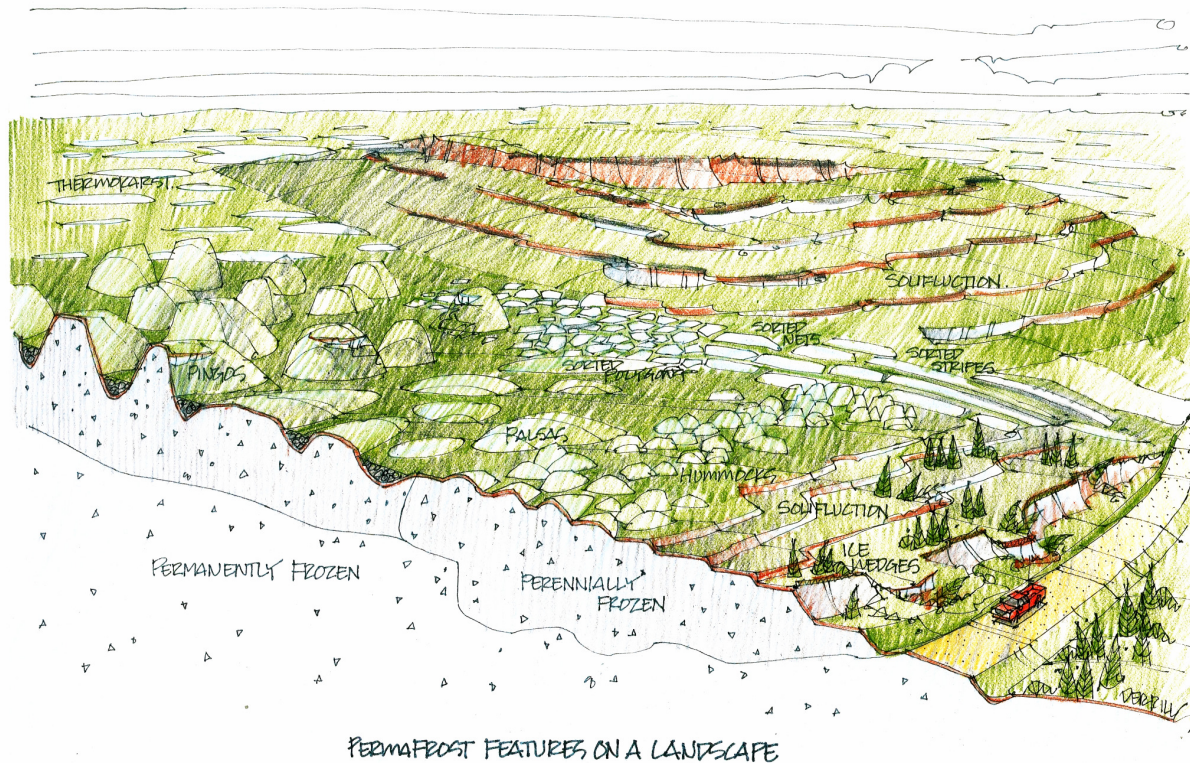 THERMOKARST
SOLIFLUCTION
SORTED
NETS
SORTED
STRIPES
SORTED
POLYGONS
PINGOS
PALSAS
HUMMOCKS
SOLIFLUCTION
ICE
WEDGES
PERMANENTLY FROZEN
PERENNIALLY
FROZEN
PERMAFROST FEATURES ON A LANDSCAPE